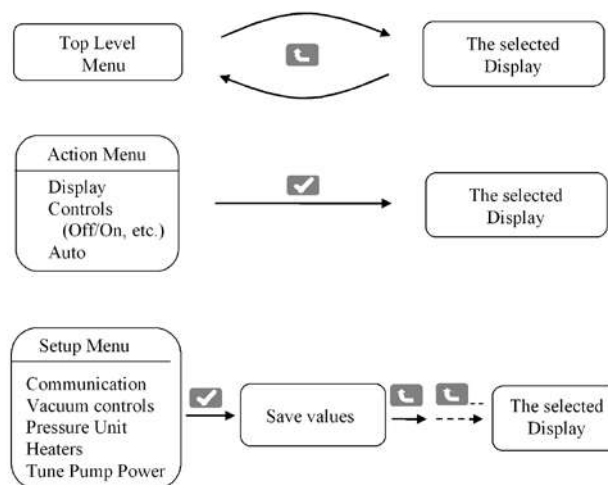 Top Level
Menu
The selected
Display
Action Menu
Display
Controls
(Off/On, etc.)
Auto
The selected
Display
Setup Menu
Communication
Vacuum controls
Pressure Unit
Heaters
Tune Pump Power
Save values
The selected
Display